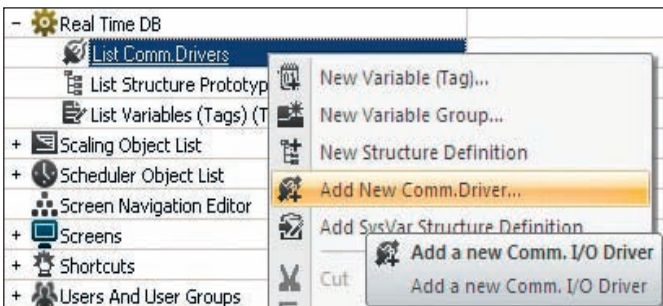 Real Time DB
List Comm.Drivers
List Structure Prototyp
List Variables (Tags) (T
Scaling Object List
Scheduler Object List
Screen Navigation Editor
Screens
Shortcuts
Users And User Groups
New Variable (Tag)...
New Variable Group...
New Structure Definition
Add New Comm.Driver...
Add SysVar Structure Definition
Cut
Add a new Comm. I/O Driver
Add a new Comm. I/O Driver